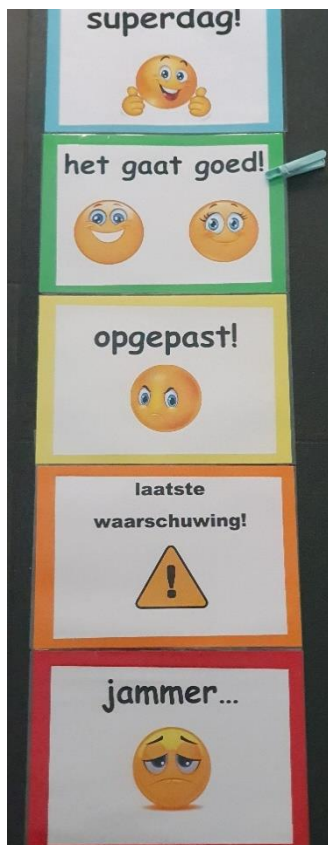 superdag!
het gaat goed!
opgepast!
laatste
waarschuwing!
!
jammer...